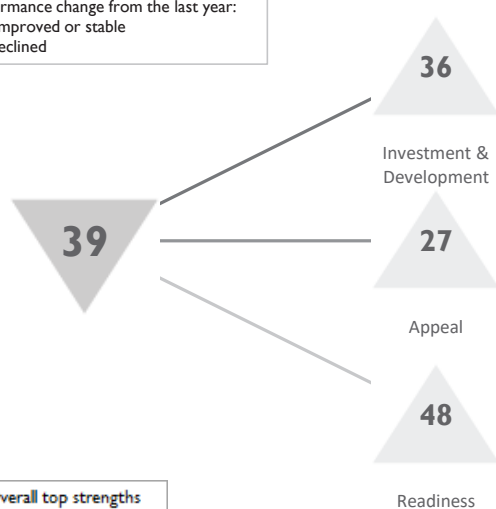 ormance change from the last year:
mproved or stable
eclined
36
Investment &
Development
39
27
Appeal
48
Readiness
verall top strengths